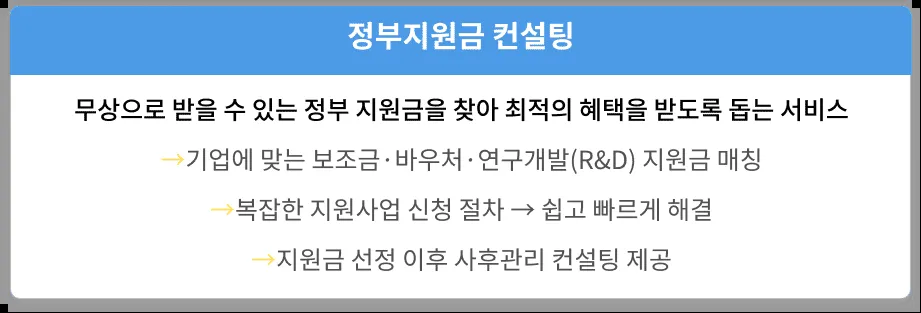 정부지원금 컨설팅
무상으로 받을 수 있는 정부 지원금을 찾아 최적의 혜택을 받도록 돕는 서비스
→기업에 맞는 보조금·바우처·연구개발(R&D) 지원금 매칭
→복잡한 지원사업 신청 절차 → 쉽고 빠르게 해결
→지원금 선정 이후 사후관리 컨설팅 제공